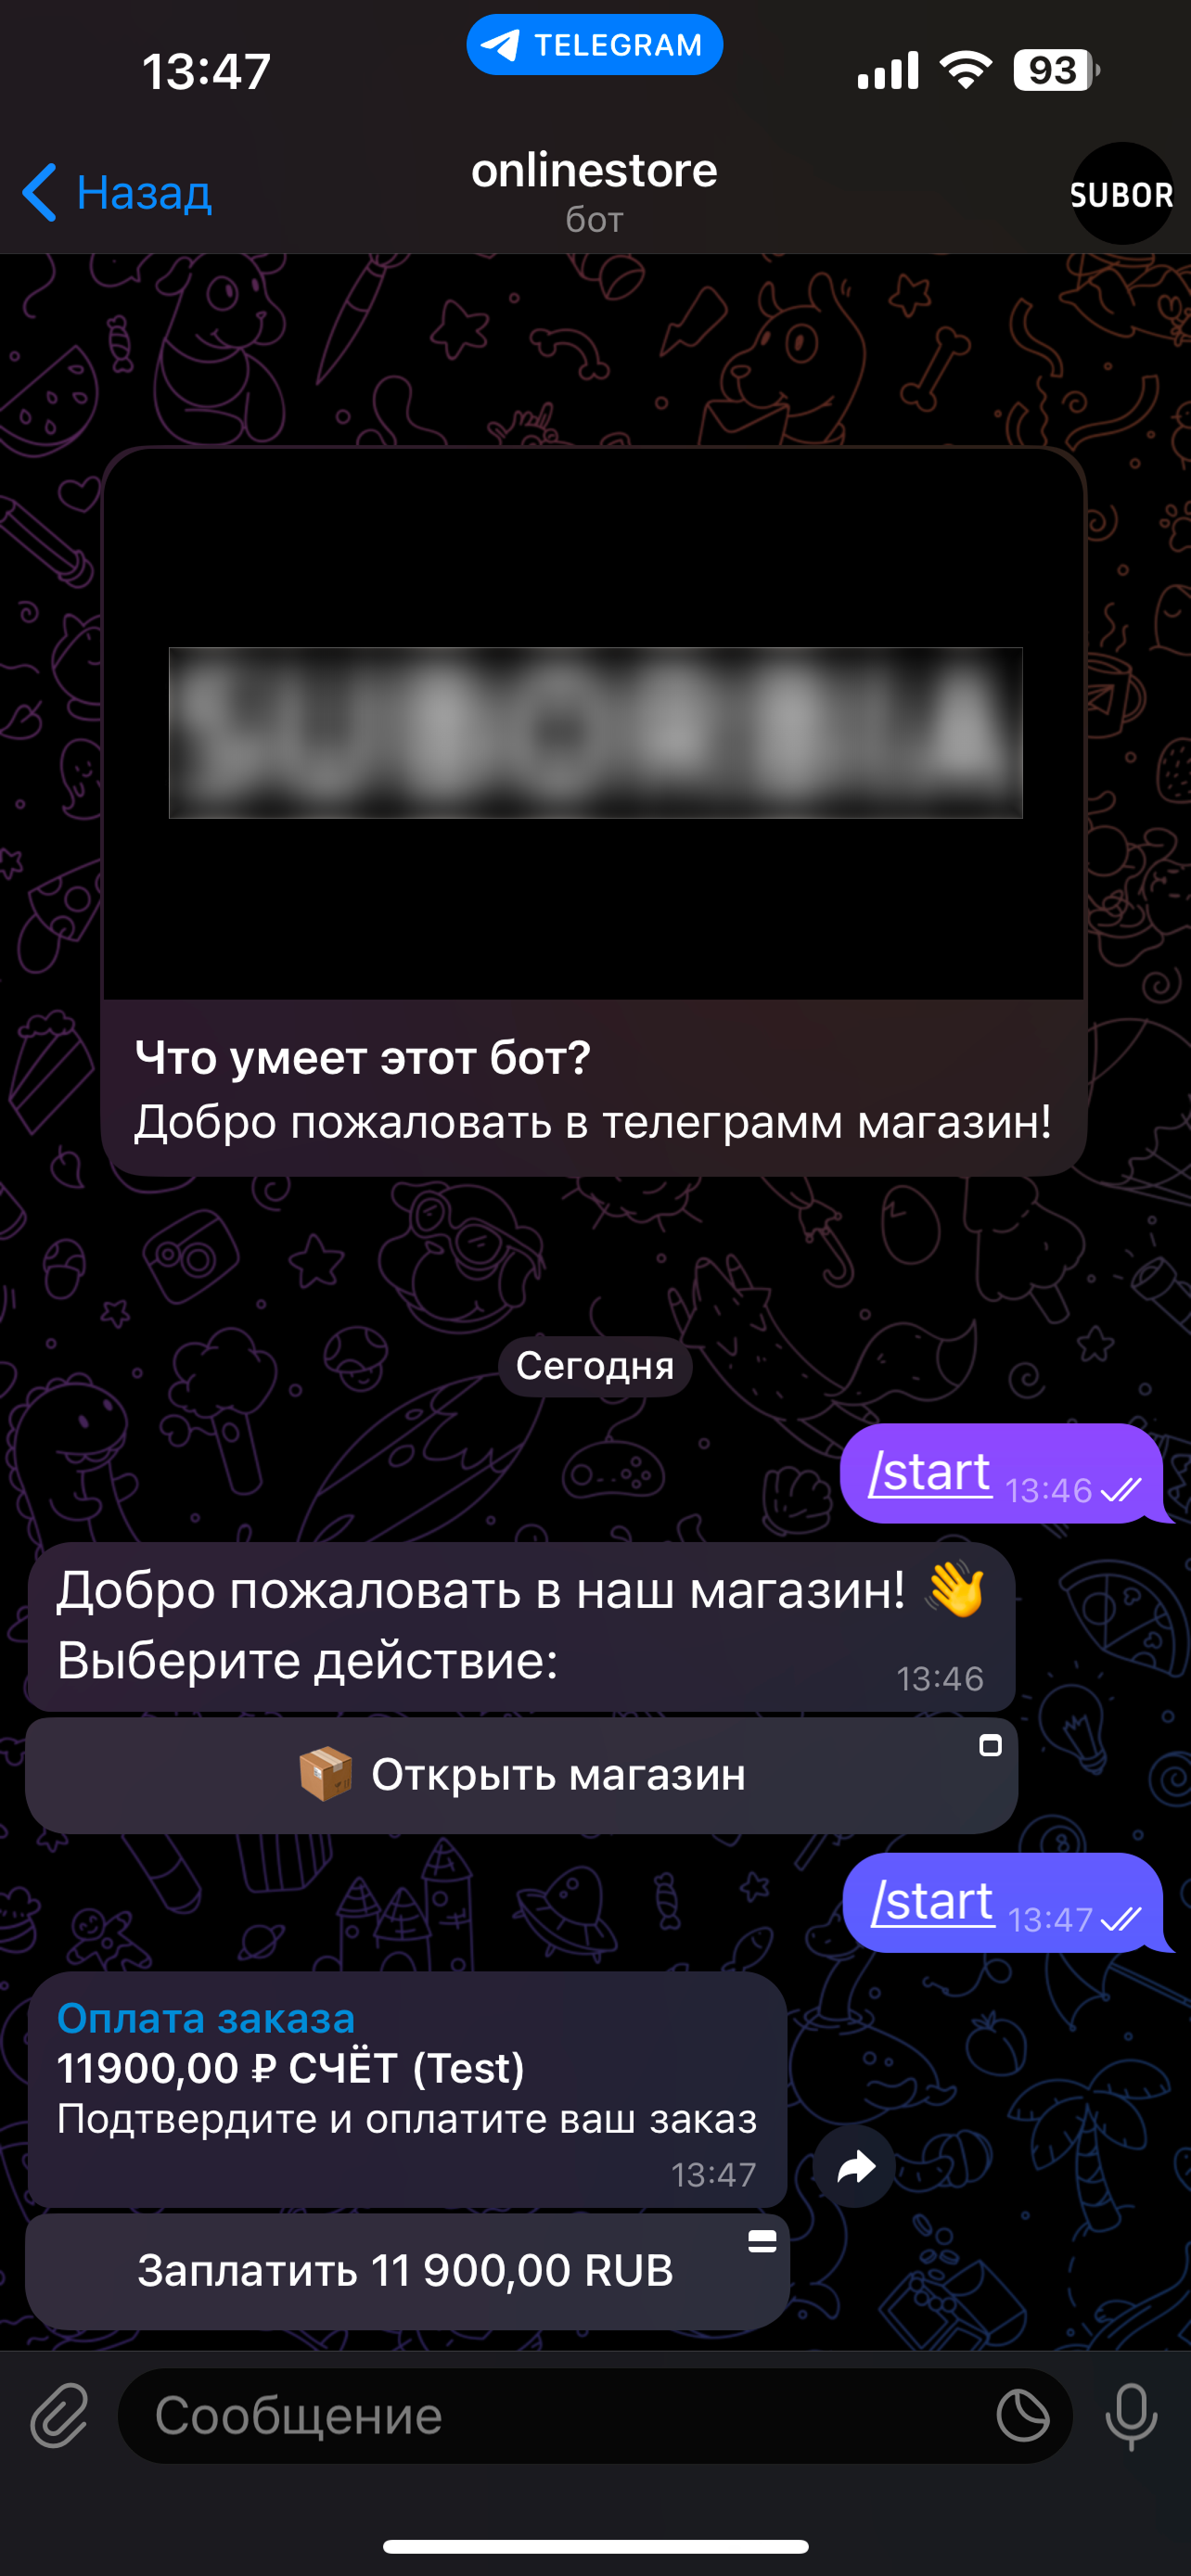 13:47
TELEGRAM
93
Назад
onlinestore
бот
SUBOR
Что умеет этот бот?
Добро пожаловать в телеграмм магазин!
Сегодня
/start 13:46
Добро пожаловать в наш магазин! 👋
Выберите действие:
13:46
📦 Открыть магазин
/start 13:47
Оплата заказа
11900,00 ₽ СЧЁТ (Test)
Подтвердите и оплатите ваш заказ
13:47
Заплатить 11 900,00 RUB
Сообщение